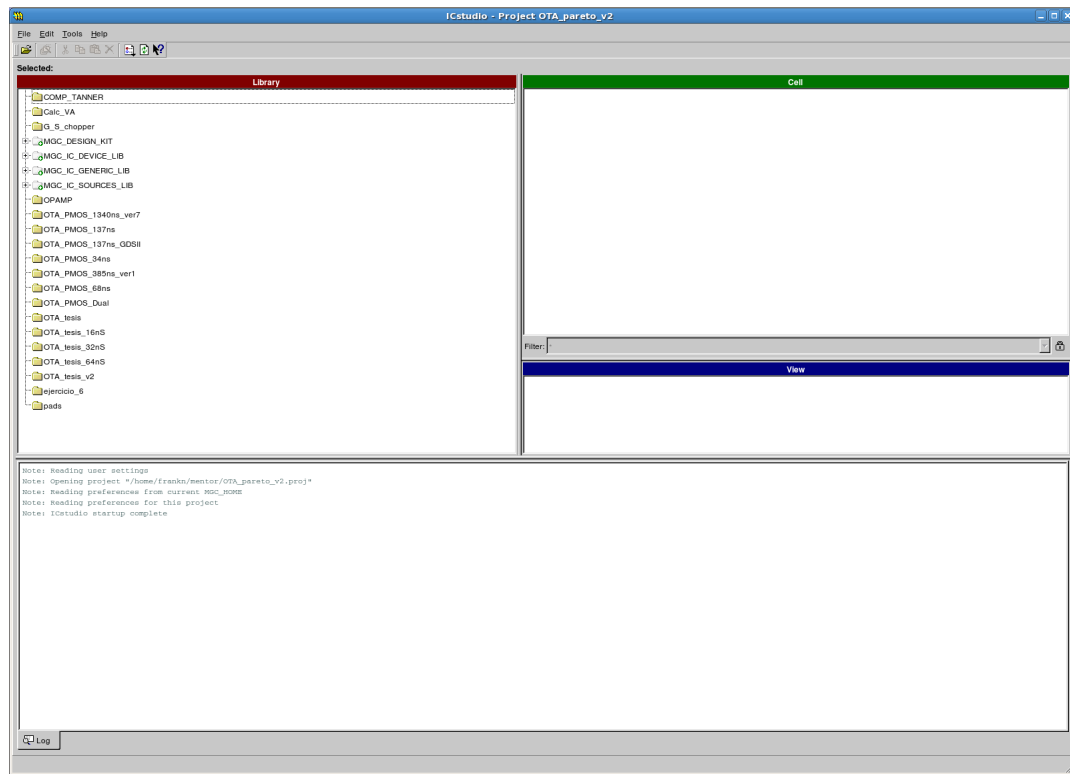 ICstudio - Project OTA_pareto_v2
File Edit Tools Help
Selected:
Library
COMP_TANNER
Calc_VA
G_S_chopper
MGC_DESIGN_KIT
MGC_IC_DEVICE_LIB
MGC_IC_GENERIC_LIB
MGC_IC_SOURCES_LIB
OPAMP
OTA_PMOS_1340ns_ver7
OTA_PMOS_137ns
OTA_PMOS_137ns_GDSII
OTA_PMOS_34ns
OTA_PMOS_385ns_ver1
OTA_PMOS_68ns
OTA_PMOS_Dual
OTA_tesis
OTA_tesis_16nS
OTA_tesis_32nS
OTA_tesis_64nS
OTA_tesis_v2
ejercicio_6
pads
Cell
Filter:
View
Note: Reading user settings
Note: Opening project "/home/frankn/mentor/OTA_pareto_v2.proj"
Note: Reading preferences from current MGC_HOME
Note: Reading preferences for this project
Note: ICstudio startup complete
Log